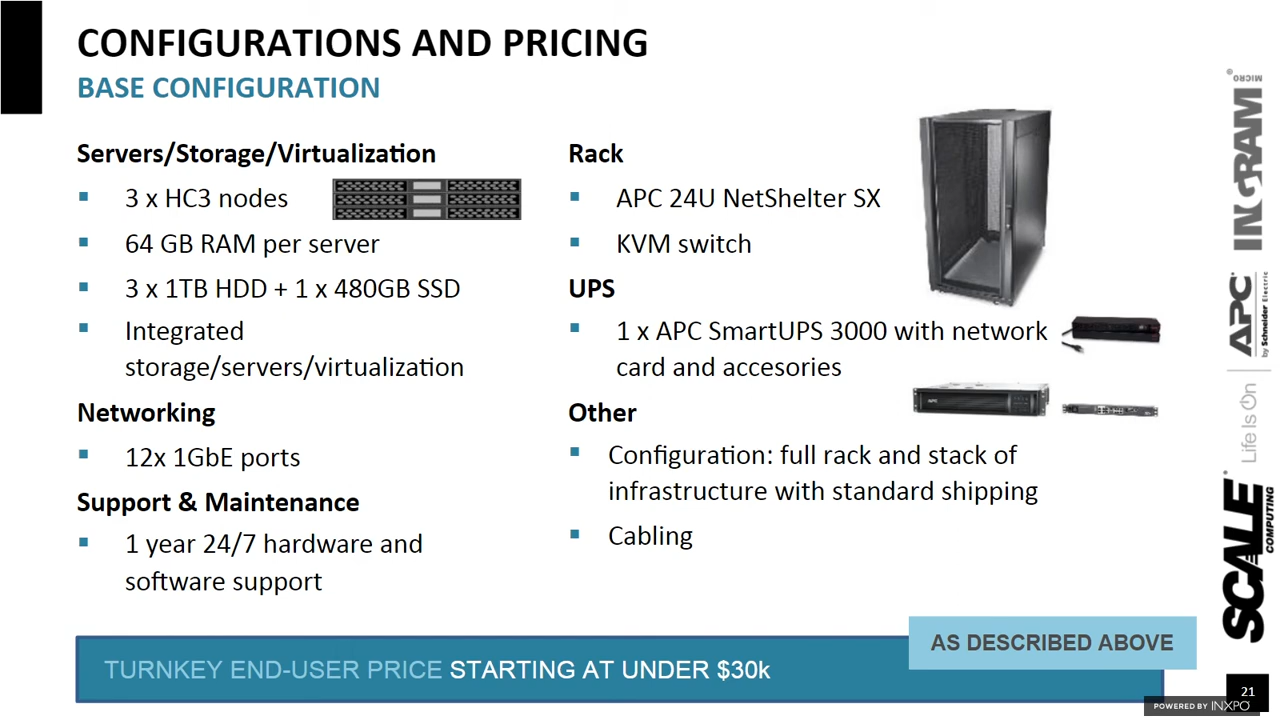 CONFIGURATIONS AND PRICING
BASE CONFIGURATION
Servers/Storage/Virtualization
3 x HC3 nodes
64 GB RAM per server
3 x 1TB HDD + 1 x 480GB SSD
Integrated
storage/servers/virtualization
Networking
12x 1GbE ports
Support & Maintenance
1 year 24/7 hardware and
software support
Rack
APC 24U NetShelter SX
KVM switch
UPS
1 x APC SmartUPS 3000 with network
card and accesories
Other
Configuration: full rack and stack of
infrastructure with standard shipping
Cabling
APC
AS DESCRIBED ABOVE
TURNKEY END-USER PRICE STARTING AT UNDER $30k
INGRAM MICRO®
APC
by Schneider Electric
Life Is On
SCALE
COMPUTING
21
POWERED BY INXPO